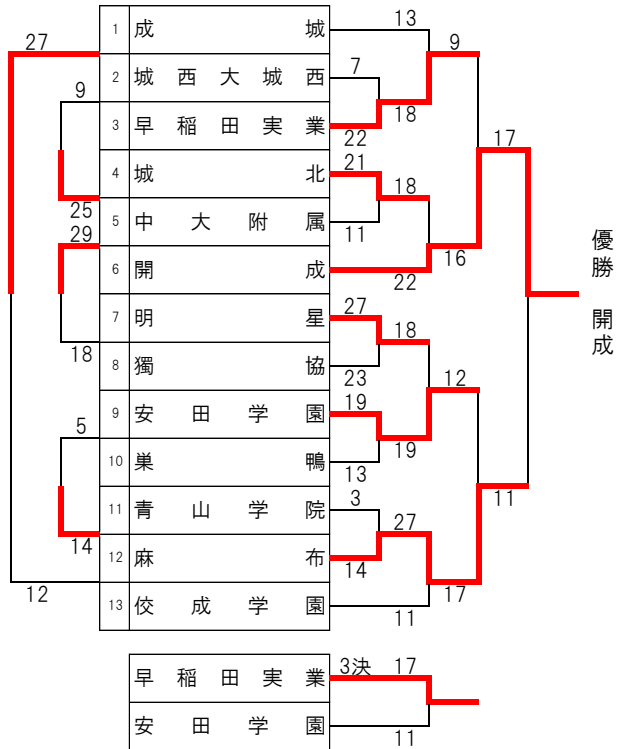 1 成城 13
27 9
2 城西大城西 7
9 18
3 早稲田実業 22 17
4 城北 21
25 18
5 中大附属 11
29 16
6 開成 22
優勝 開成
7 明星 27
18 18
8 獨協 23 12
9 安田学園 19
5 19
10 巣鴨 13
11 青山学院 3 11
14 27
12 麻布 14
12 17
13 佼成学園 11
早稲田実業 3決 17
安田学園 11